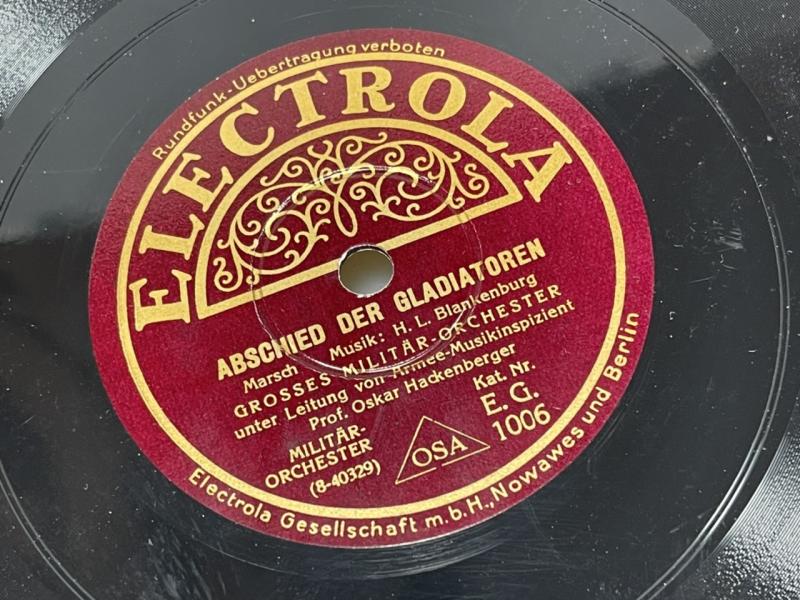 Rundfunk-Uebertragung verboten
ELECTROLA
ABSCHIED DER GLADIATOREN
Marsch Musik: H. L. Blankenburg
GROSSES MILITÄR-ORCHESTER
unter Leitung von Armee-Musikinspizient
Prof. Oskar Hackenberger
MILITÄR-
ORCHESTER
(8-40329)
OSA
Kat. Nr.
E. G.
1006
Electrola Gesellschaft m.b.H., Nowawes und Berlin